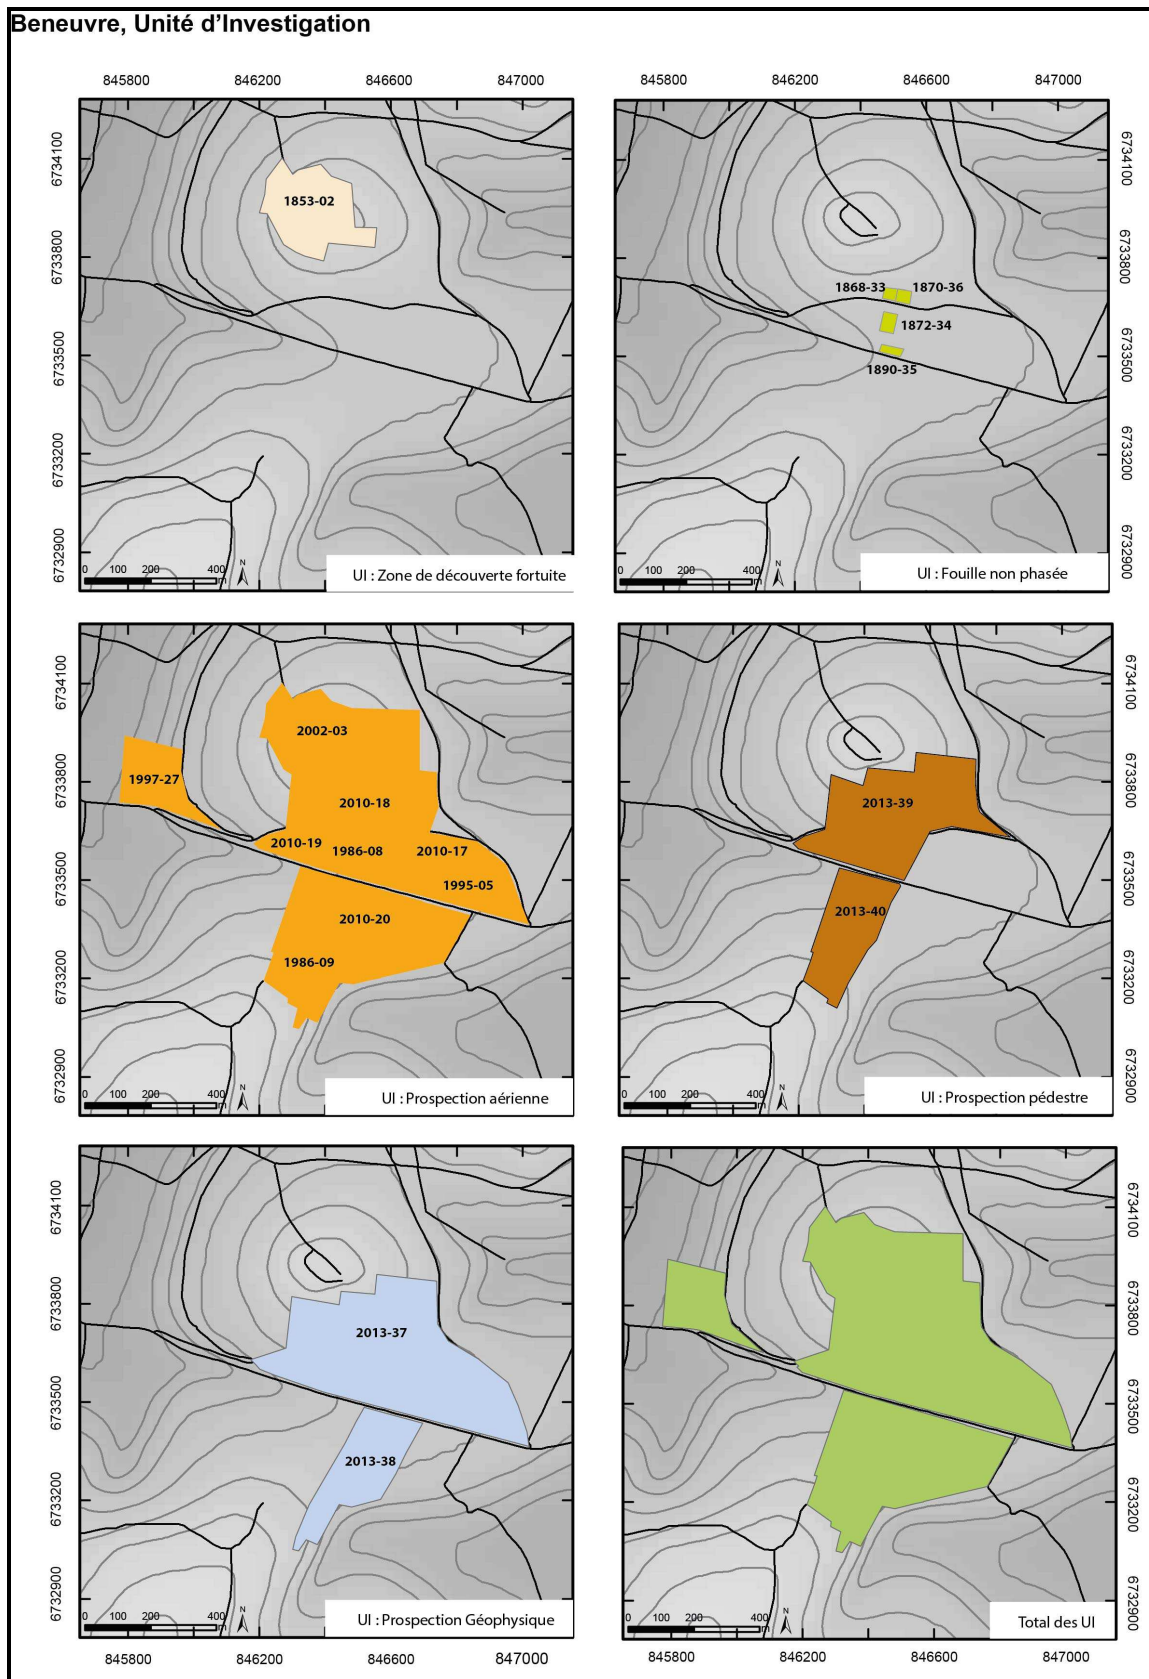 Beneuvre, Unité d'Investigation
845800 846200 846600 847000
845800 846200 846600 847000
6734100
6733800
6733500
6733200
6732900
1853-02
0 100 200 400
m
N
UI : Zone de découverte fortuite
1868-33
1870-36
1872-34
1890-35
0 100 200 400
m
N
UI : Fouille non phasée
6734100
6733800
6733500
6733200
6732900
6734100
6733800
6733500
6733200
6732900
2002-03
1997-27
2010-18
2010-19
1986-08
2010-17
1995-05
2010-20
1986-09
0 100 200 400
m
N
UI : Prospection aérienne
2013-39
2013-40
0 100 200 400
m
N
UI : Prospection pédestre
6734100
6733800
6733500
6733200
6732900
6734100
6733800
6733500
6733200
6732900
2013-37
2013-38
0 100 200 400
m
N
UI : Prospection Géophysique
0 100 200 400
m
N
Total des UI
6734100
6733800
6733500
6733200
6732900
845800 846200 846600 847000
845800 846200 846600 847000